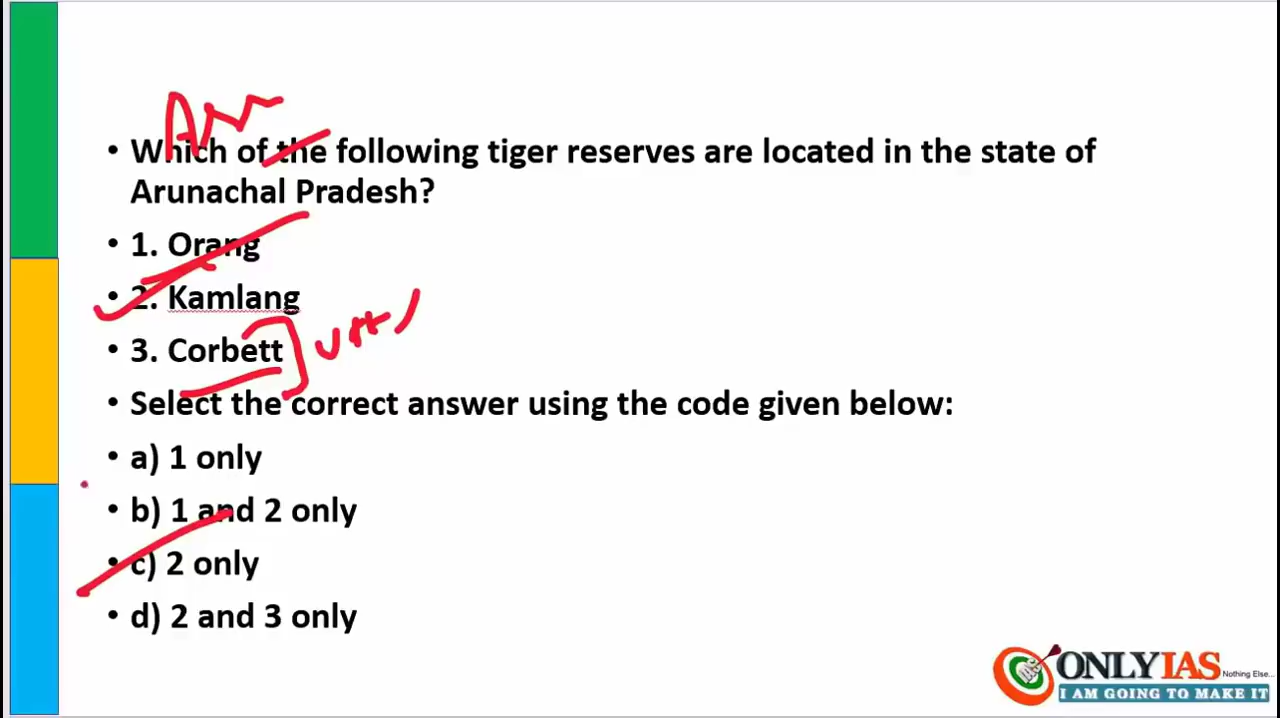 • Which of the following tiger reserves are located in the state of
Arunachal Pradesh?
• 1. Orang
• 2. Kamlang
• 3. Corbett
• Select the correct answer using the code given below:
• a) 1 only
• b) 1 and 2 only
• c) 2 only
• d) 2 and 3 only
ONLYIAS
Nothing Else...
I AM GOING TO MAKE IT